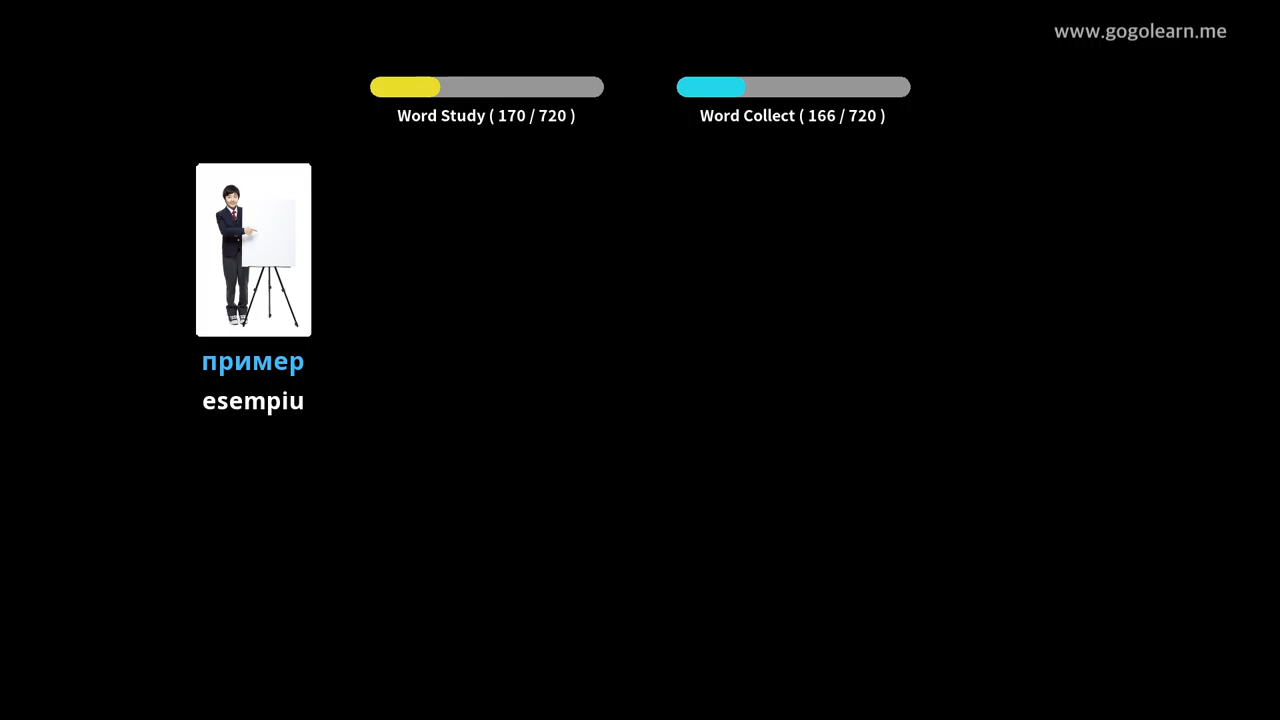 www.gogolearn.me
Word Study ( 170 / 720 )
Word Collect ( 166 / 720 )
пример
esempiu